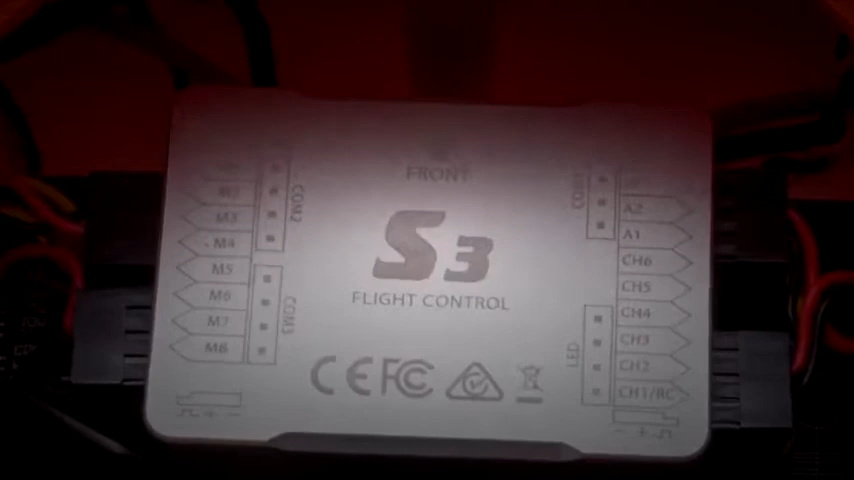 FRONT
S3
FLIGHT CONTROL
M2
M3
M4
M5
M6
M7
M8
COM2
COM3
A2
A1
CH6
CH5
CH4
CH3
CH2
CH1/RC
LED
CE FC